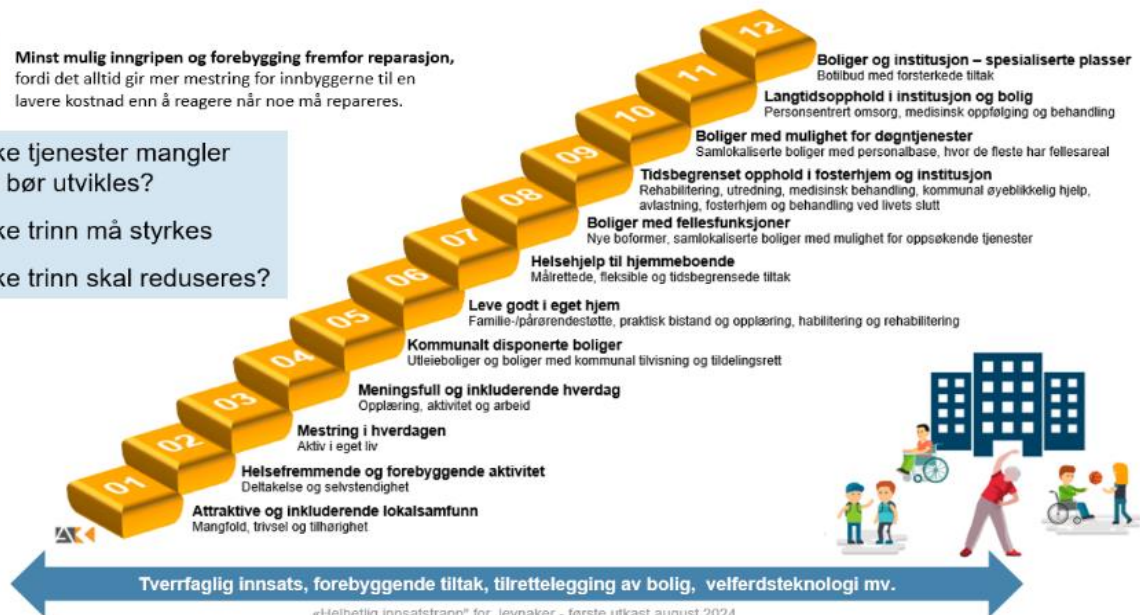 Minst mulig inngripen og forebygging fremfor reparasjon,
fordi det alltid gir mer mestring for innbyggerne til en
lavere kostnad enn å reagere når noe må repareres.
tjenester mangler
bør utvikles?
trinn må styrkes
trinn skal reduseres?
12
Boliger og institusjon – spesialiserte plasser
Botilbud med forsterkede tiltak
11
Langtidsopphold i institusjon og bolig
Personsentrert omsorg, medisinsk oppfølging og behandling
10
Boliger med mulighet for døgntjenester
Samlokaliserte boliger med personalbase, hvor de fleste har fellesareal
09
Tidsbegrenset opphold i fosterhjem og institusjon
Rehabilitering, utredning, medisinsk behandling, kommunal øyeblikkelig hjelp,
avlastning, fosterhjem og behandling ved livets slutt
08
Boliger med fellesfunksjoner
Nye boformer, samlokaliserte boliger med mulighet for oppsøkende tjenester
07
Helsehjelp til hjemmeboende
Målrettede, fleksible og tidsbegrensede tiltak
06
Leve godt i eget hjem
Familie-/pårørendestøtte, praktisk bistand og opplæring, habilitering og rehabilitering
05
Kommunalt disponerte boliger
Utleieboliger og boliger med kommunal tilvisning og tildelingsrett
04
Meningsfull og inkluderende hverdag
Opplæring, aktivitet og arbeid
03
Mestring i hverdagen
Aktiv i eget liv
02
Helsefremmende og forebyggende aktivitet
Deltakelse og selvstendighet
01
Attraktive og inkluderende lokalsamfunn
Mangfold, trivsel og tilhørighet
Tverrfaglig innsats, forebyggende tiltak, tilrettelegging av bolig, velferdsteknologi mv.
«Helhetlig innsatstrapp" for Jevnaker - første utkast august 2024